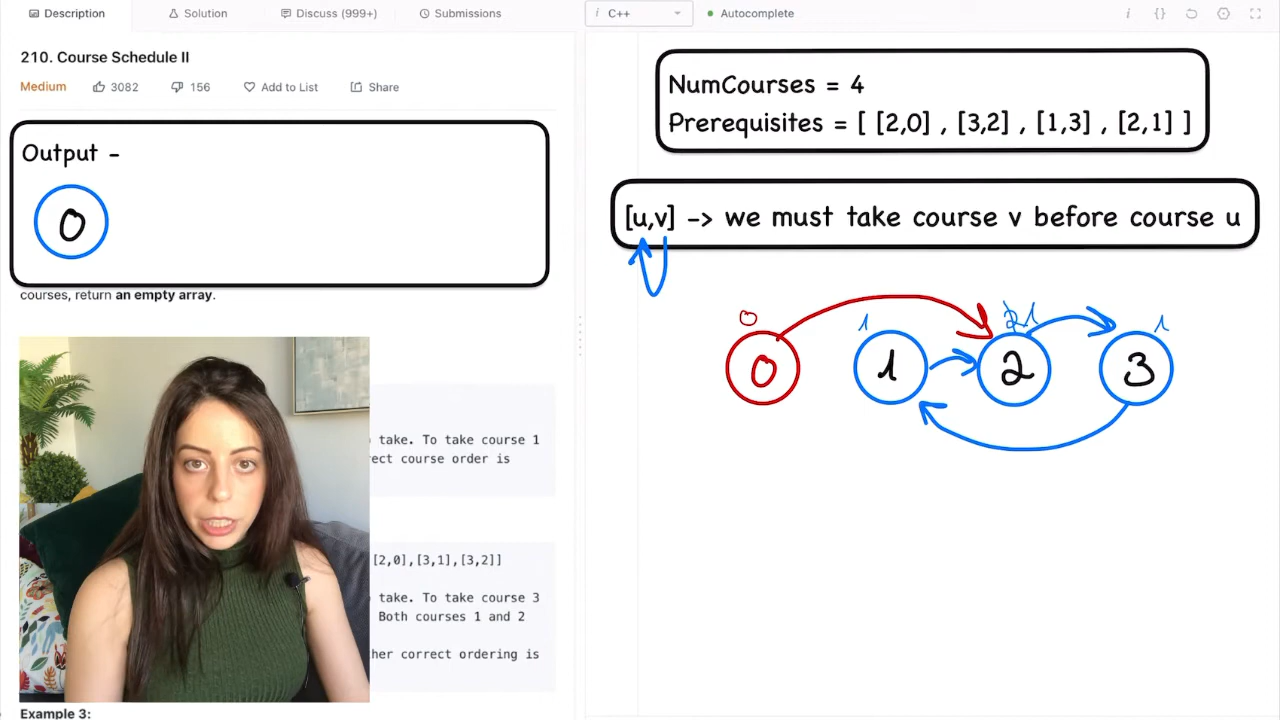 Description
Solution
Discuss (999+)
Submissions
i C++
Autocomplete
i {}
210. Course Schedule II
Medium 3082 156 Add to List Share
Output -
0
courses, return an empty array.
take. To take course 1
rect course order is
[2,0],[3,1],[3,2]]
take. To take course 3
Both courses 1 and 2
her correct ordering is
Example 3:
NumCourses = 4
Prerequisites = [ [2,0] , [3,2] , [1,3] , [2,1] ]
[u,v] -> we must take course v before course u
0 1 2 1 1
0 1 2 3